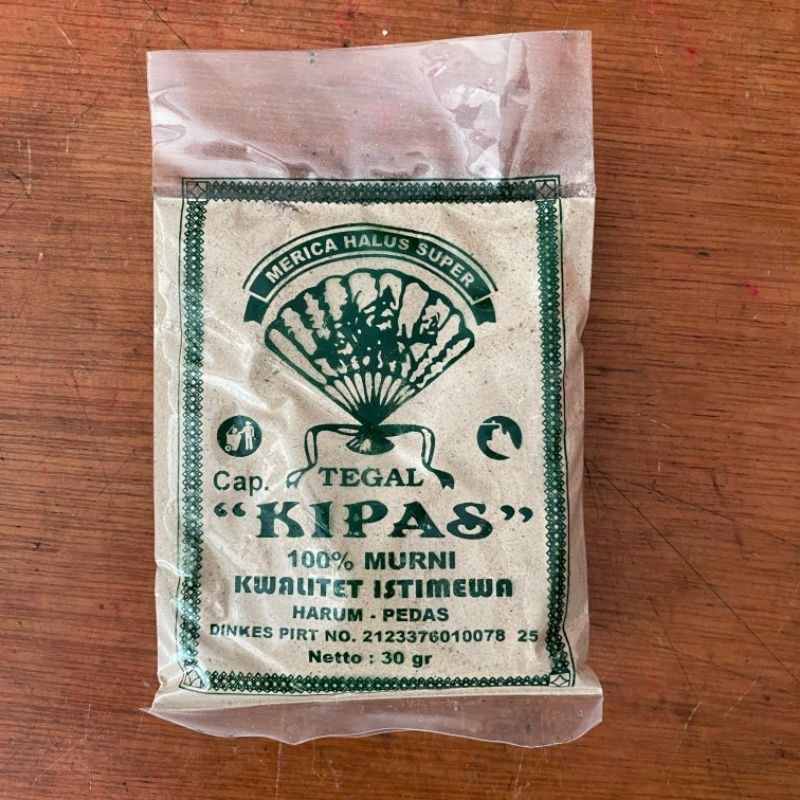 MERICA HALUS SUPER
TEGAL
Cap.
"KIPAS"
100% MURNI
KWALITET ISTIMEWA
HARUM - PEDAS
DINKES PIRT NO. 2123376010078 25
Netto : 30 gr